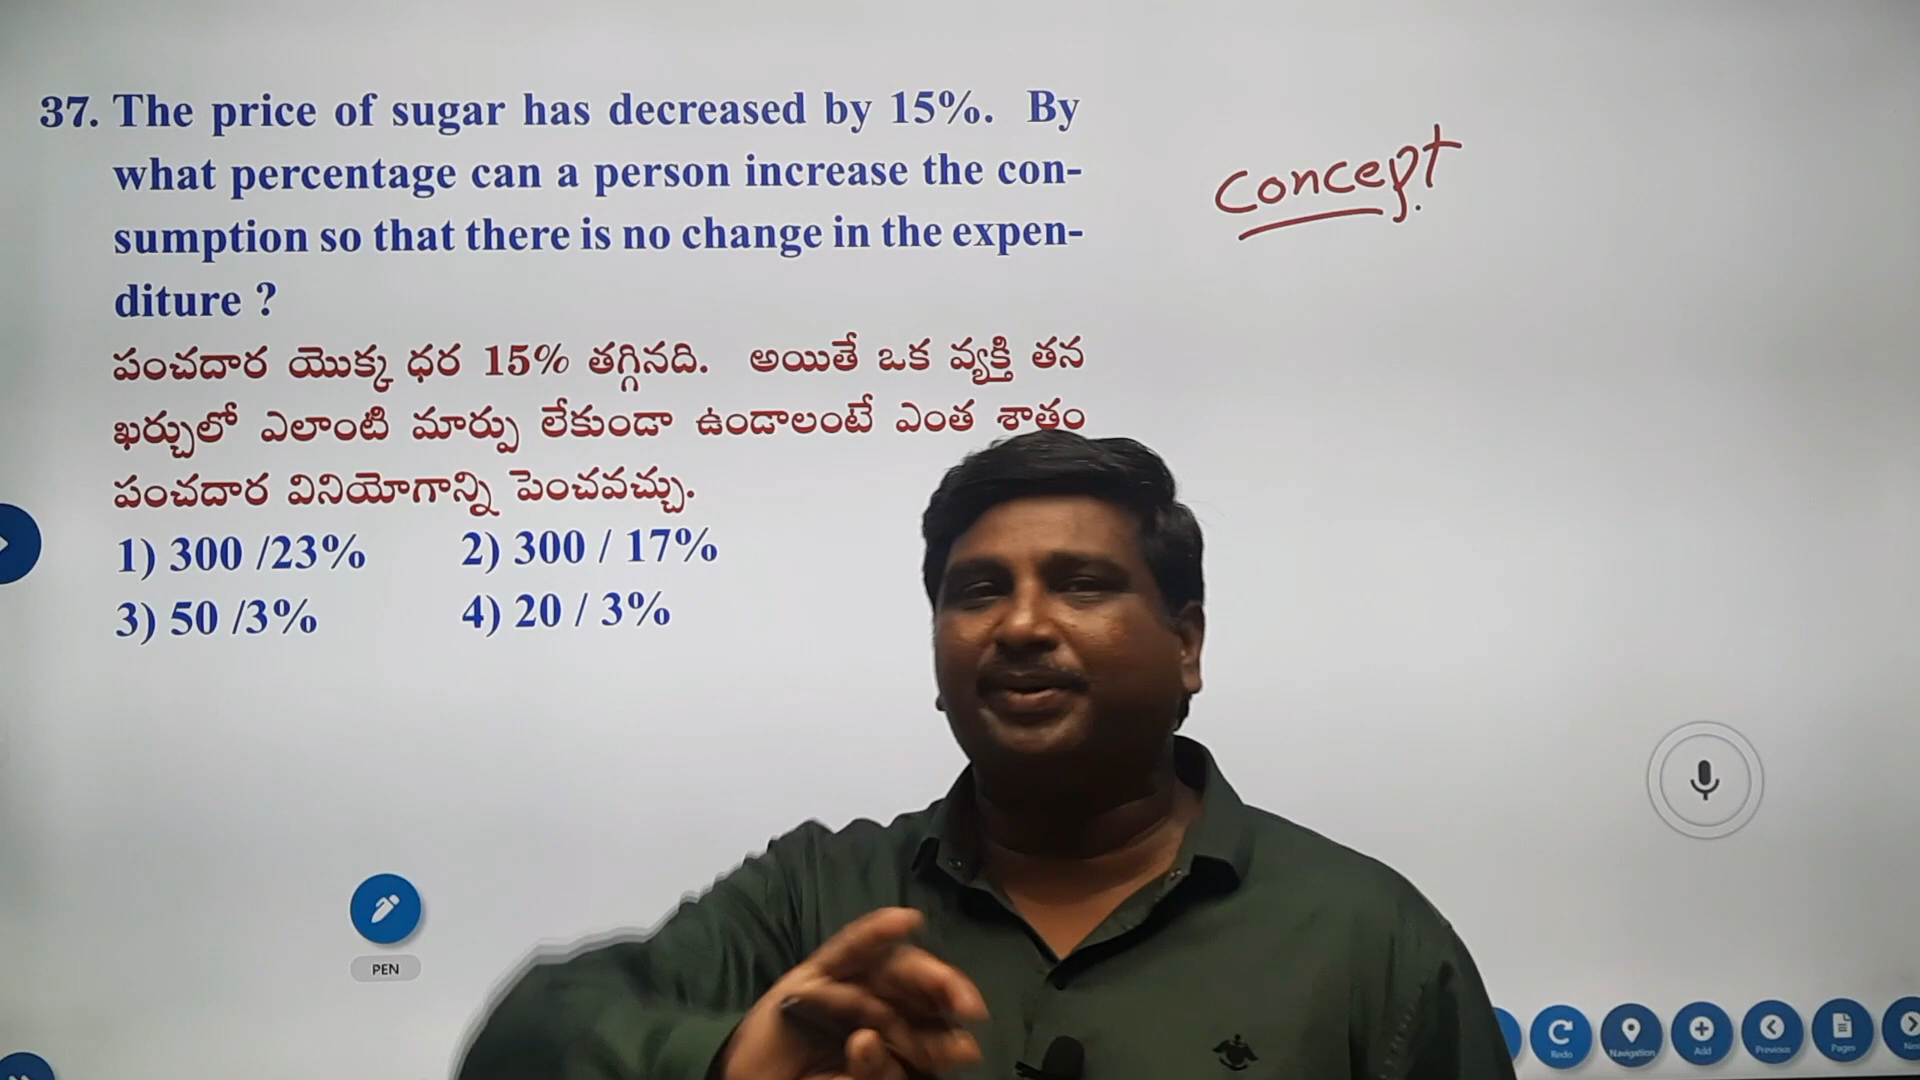 37. The price of sugar has decreased by 15%. By
what percentage can a person increase the con-
sumption so that there is no change in the expen-
diture ?
పంచదార యొక్క ధర 15% తగ్గినది. అయితే ఒక వ్యక్తి తన
ఖర్చులో ఎలాంటి మార్పు లేకుండా ఉండాలంటే ఎంత శాతం
పంచదార వినియోగాన్ని పెంచవచ్చు.
1) 300 /23% 2) 300 / 17%
3) 50 /3% 4) 20 / 3%
concept
PEN
Redo Navigation Add Previous Pages